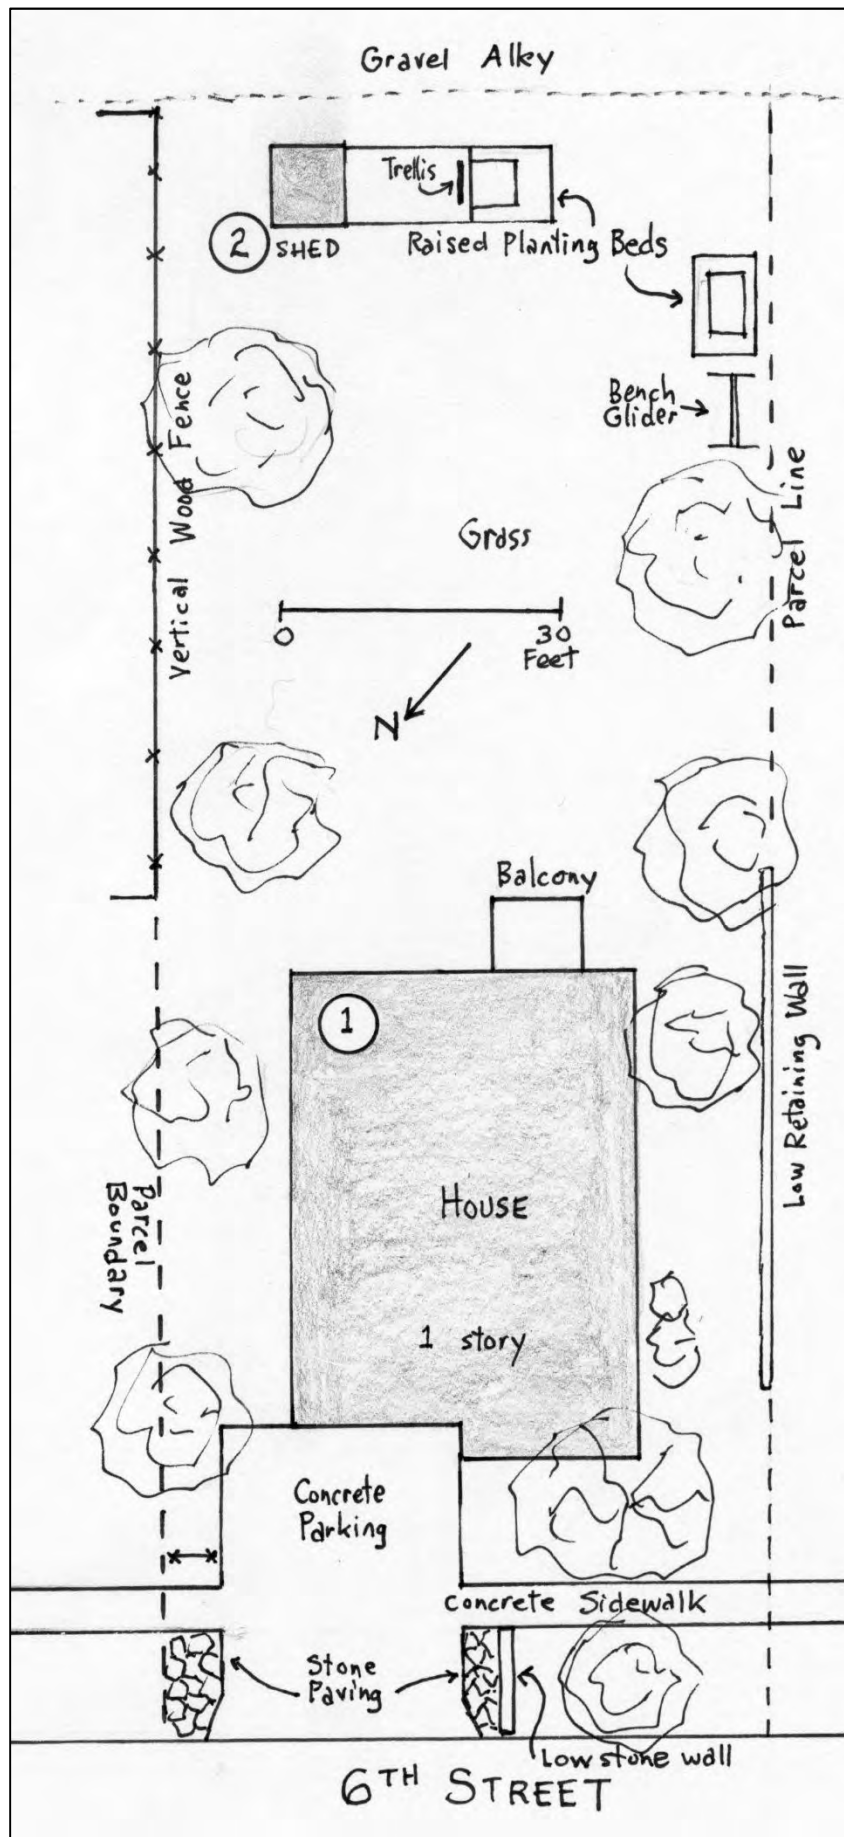 Gravel Alley
Trellis
2
SHED
Raised Planting Beds
Bench
Glider
Vertical Wood Fence
Parcel Line
Grass
0
30
Feet
N
Balcony
1
Low Retaining Wall
House
Parcel
Boundary
1 story
Concrete
Parking
Concrete Sidewalk
Stone
Paving
Low stone wall
6TH STREET